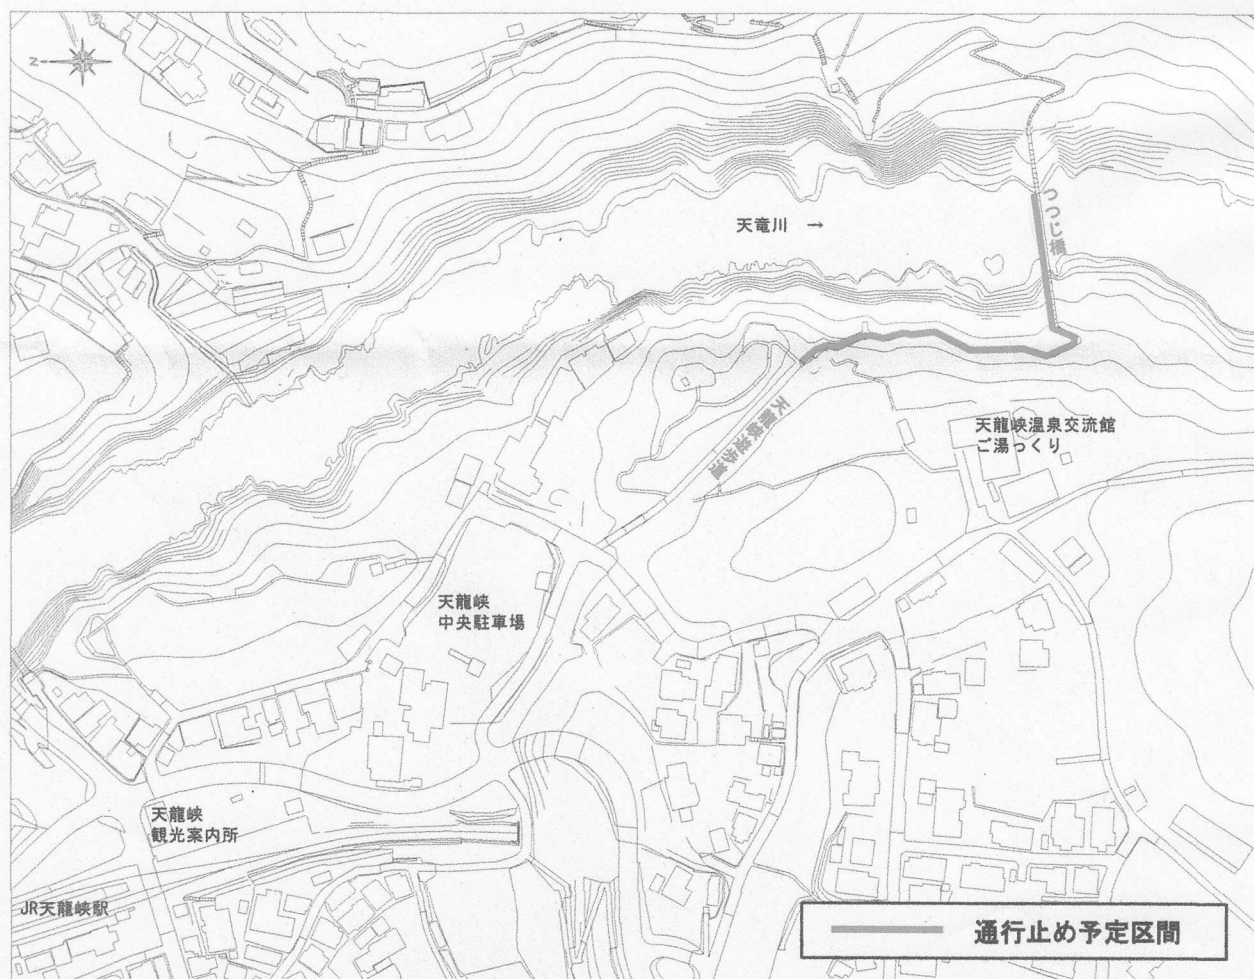 N
天竜川 →
つつじ橋
天龍峡遊歩道
天龍峡温泉交流館
ご湯っくり
天龍峡
中央駐車場
天龍峡
観光案内所
JR天龍峡駅
通行止め予定区間